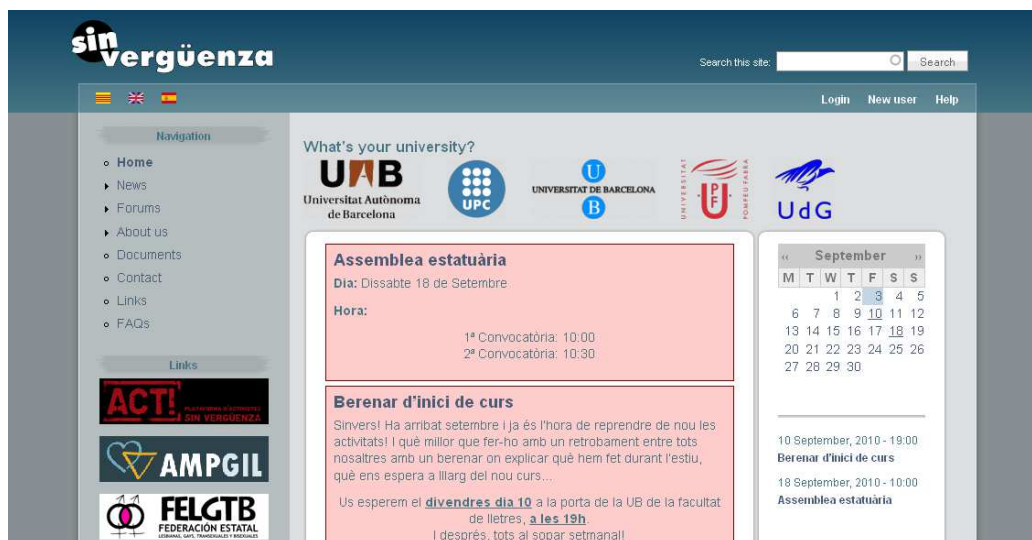 sin
vergüenza
Search this site:
Search
Login New user Help
Navigation
Home
News
Forums
About us
Documents
Contact
Links
FAQs
Links
ACT!
PLATAFORMA D'ACTIVISTES
SIN VERGÜENZA
AMPGIL
FELGTB
FEDERACIÓN ESTATAL
LESBIANAS, GAYS, TRANSEXUALES Y BISEXUALES
What's your university?
UAB
Universitat Autònoma
de Barcelona
UPC
U
UNIVERSITAT DE BARCELONA
B
UNIVERSITAT
UPF
POMPEU FABRA
UdG
Assemblea estatuària
Dia: Dissabte 18 de Setembre
Hora:
1ª Convocatòria: 10:00
2ª Convocatòria: 10:30
Berenar d'inici de curs
Sinvers! Ha arribat setembre i ja és l'hora de reprendre de nou les
activitats! I què millor que fer-ho amb un retrobament entre tots
nosaltres amb un berenar on explicar què hem fet durant l'estiu,
què ens espera a lllarg del nou curs...
Us esperem el divendres dia 10 a la porta de la UB de la facultat
de lletres, a les 19h.
I després, tots al sopar setmanal!
‹‹ September ››
M T W T F S S
1 2 3 4 5
6 7 8 9 10 11 12
13 14 15 16 17 18 19
20 21 22 23 24 25 26
27 28 29 30
10 September, 2010 - 19:00
Berenar d'inici de curs
18 September, 2010 - 10:00
Assemblea estatuària